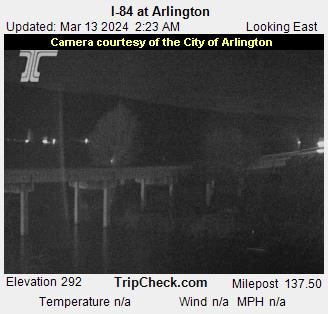 I-84 at Arlington
Updated: Mar 13 2024 2:23 AM Looking East
Camera courtesy of the City of Arlington
Elevation 292 TripCheck.com Milepost 137.50
Temperature n/a Wind n/a MPH n/a